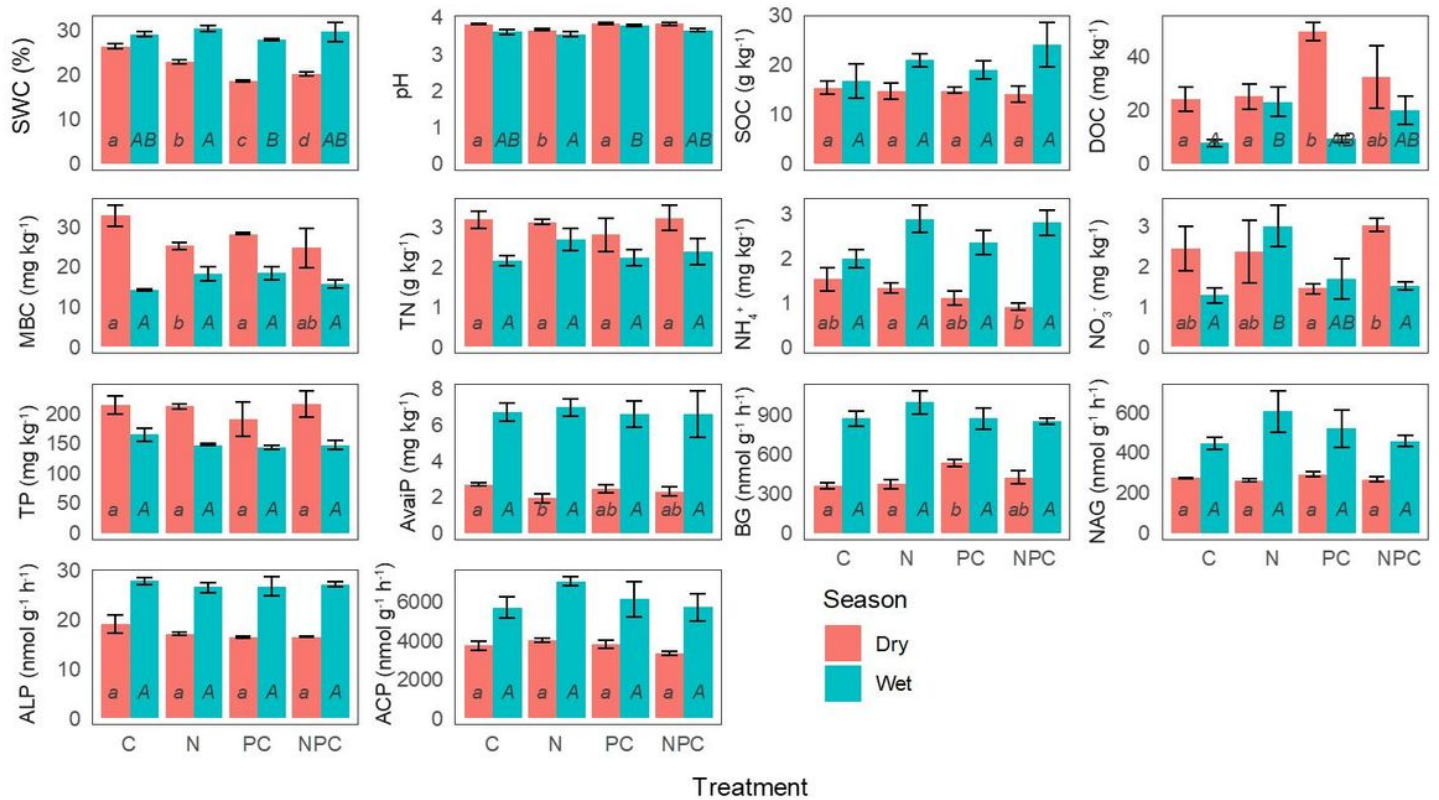 SWC (%)
30
20
10
0
a AB b A c B d AB
pH
4
3
2
1
0
a AB b A a B a AB
SOC (g kg⁻¹)
30
20
10
0
a A a A a A a A
DOC (mg kg⁻¹)
40
20
0
a A a B b AB ab AB
MBC (mg kg⁻¹)
30
20
10
0
a A b A a A ab A
TN (g kg⁻¹)
3
2
1
0
a A a A a A a A
NH₄⁺ (mg kg⁻¹)
3
2
1
0
ab A a A ab A b A
NO₃⁻ (mg kg⁻¹)
3
2
1
0
ab A ab B a AB b A
TP (mg kg⁻¹)
200
150
100
50
0
a A a A a A a A
AvaiP (mg kg⁻¹)
8
6
4
2
0
a A b A ab A ab A
BG (nmol g⁻¹ h⁻¹)
900
600
300
0
a A a A b A ab A
C N PC NPC
NAG (nmol g⁻¹ h⁻¹)
600
400
200
0
a A a A a A a A
C N PC NPC
ALP (nmol g⁻¹ h⁻¹)
30
20
10
0
a A a A a A a A
C N PC NPC
ACP (nmol g⁻¹ h⁻¹)
6000
4000
2000
0
a A a A a A a A
C N PC NPC
Season
Dry
Wet
Treatment